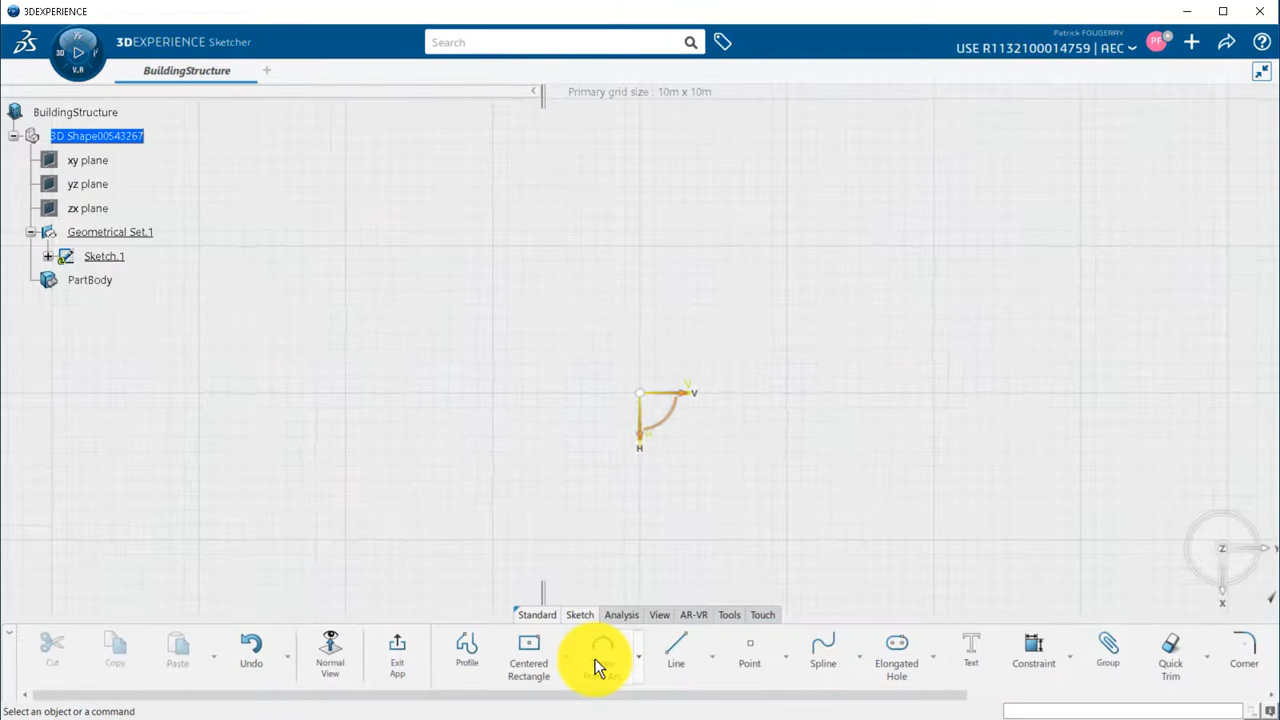 3DEXPERIENCE
3DEXPERIENCE Sketcher
Search
Patrick FOUGERAY
USE R1132100014759 | AEC
PF
3D
V.R
BuildingStructure
Primary grid size : 10m x 10m
BuildingStructure
3D Shape00543267
xy plane
yz plane
zx plane
Geometrical Set.1
Sketch.1
PartBody
V
V
H
H
Z
Y
X
Standard
Sketch
Analysis
View
AR-VR
Tools
Touch
Cut
Copy
Paste
Undo
Normal
View
Exit
App
Profile
Centered
Rectangle
Line
Point
Spline
Elongated
Hole
Text
Constraint
Group
Quick
Trim
Corner
Select an object or a command